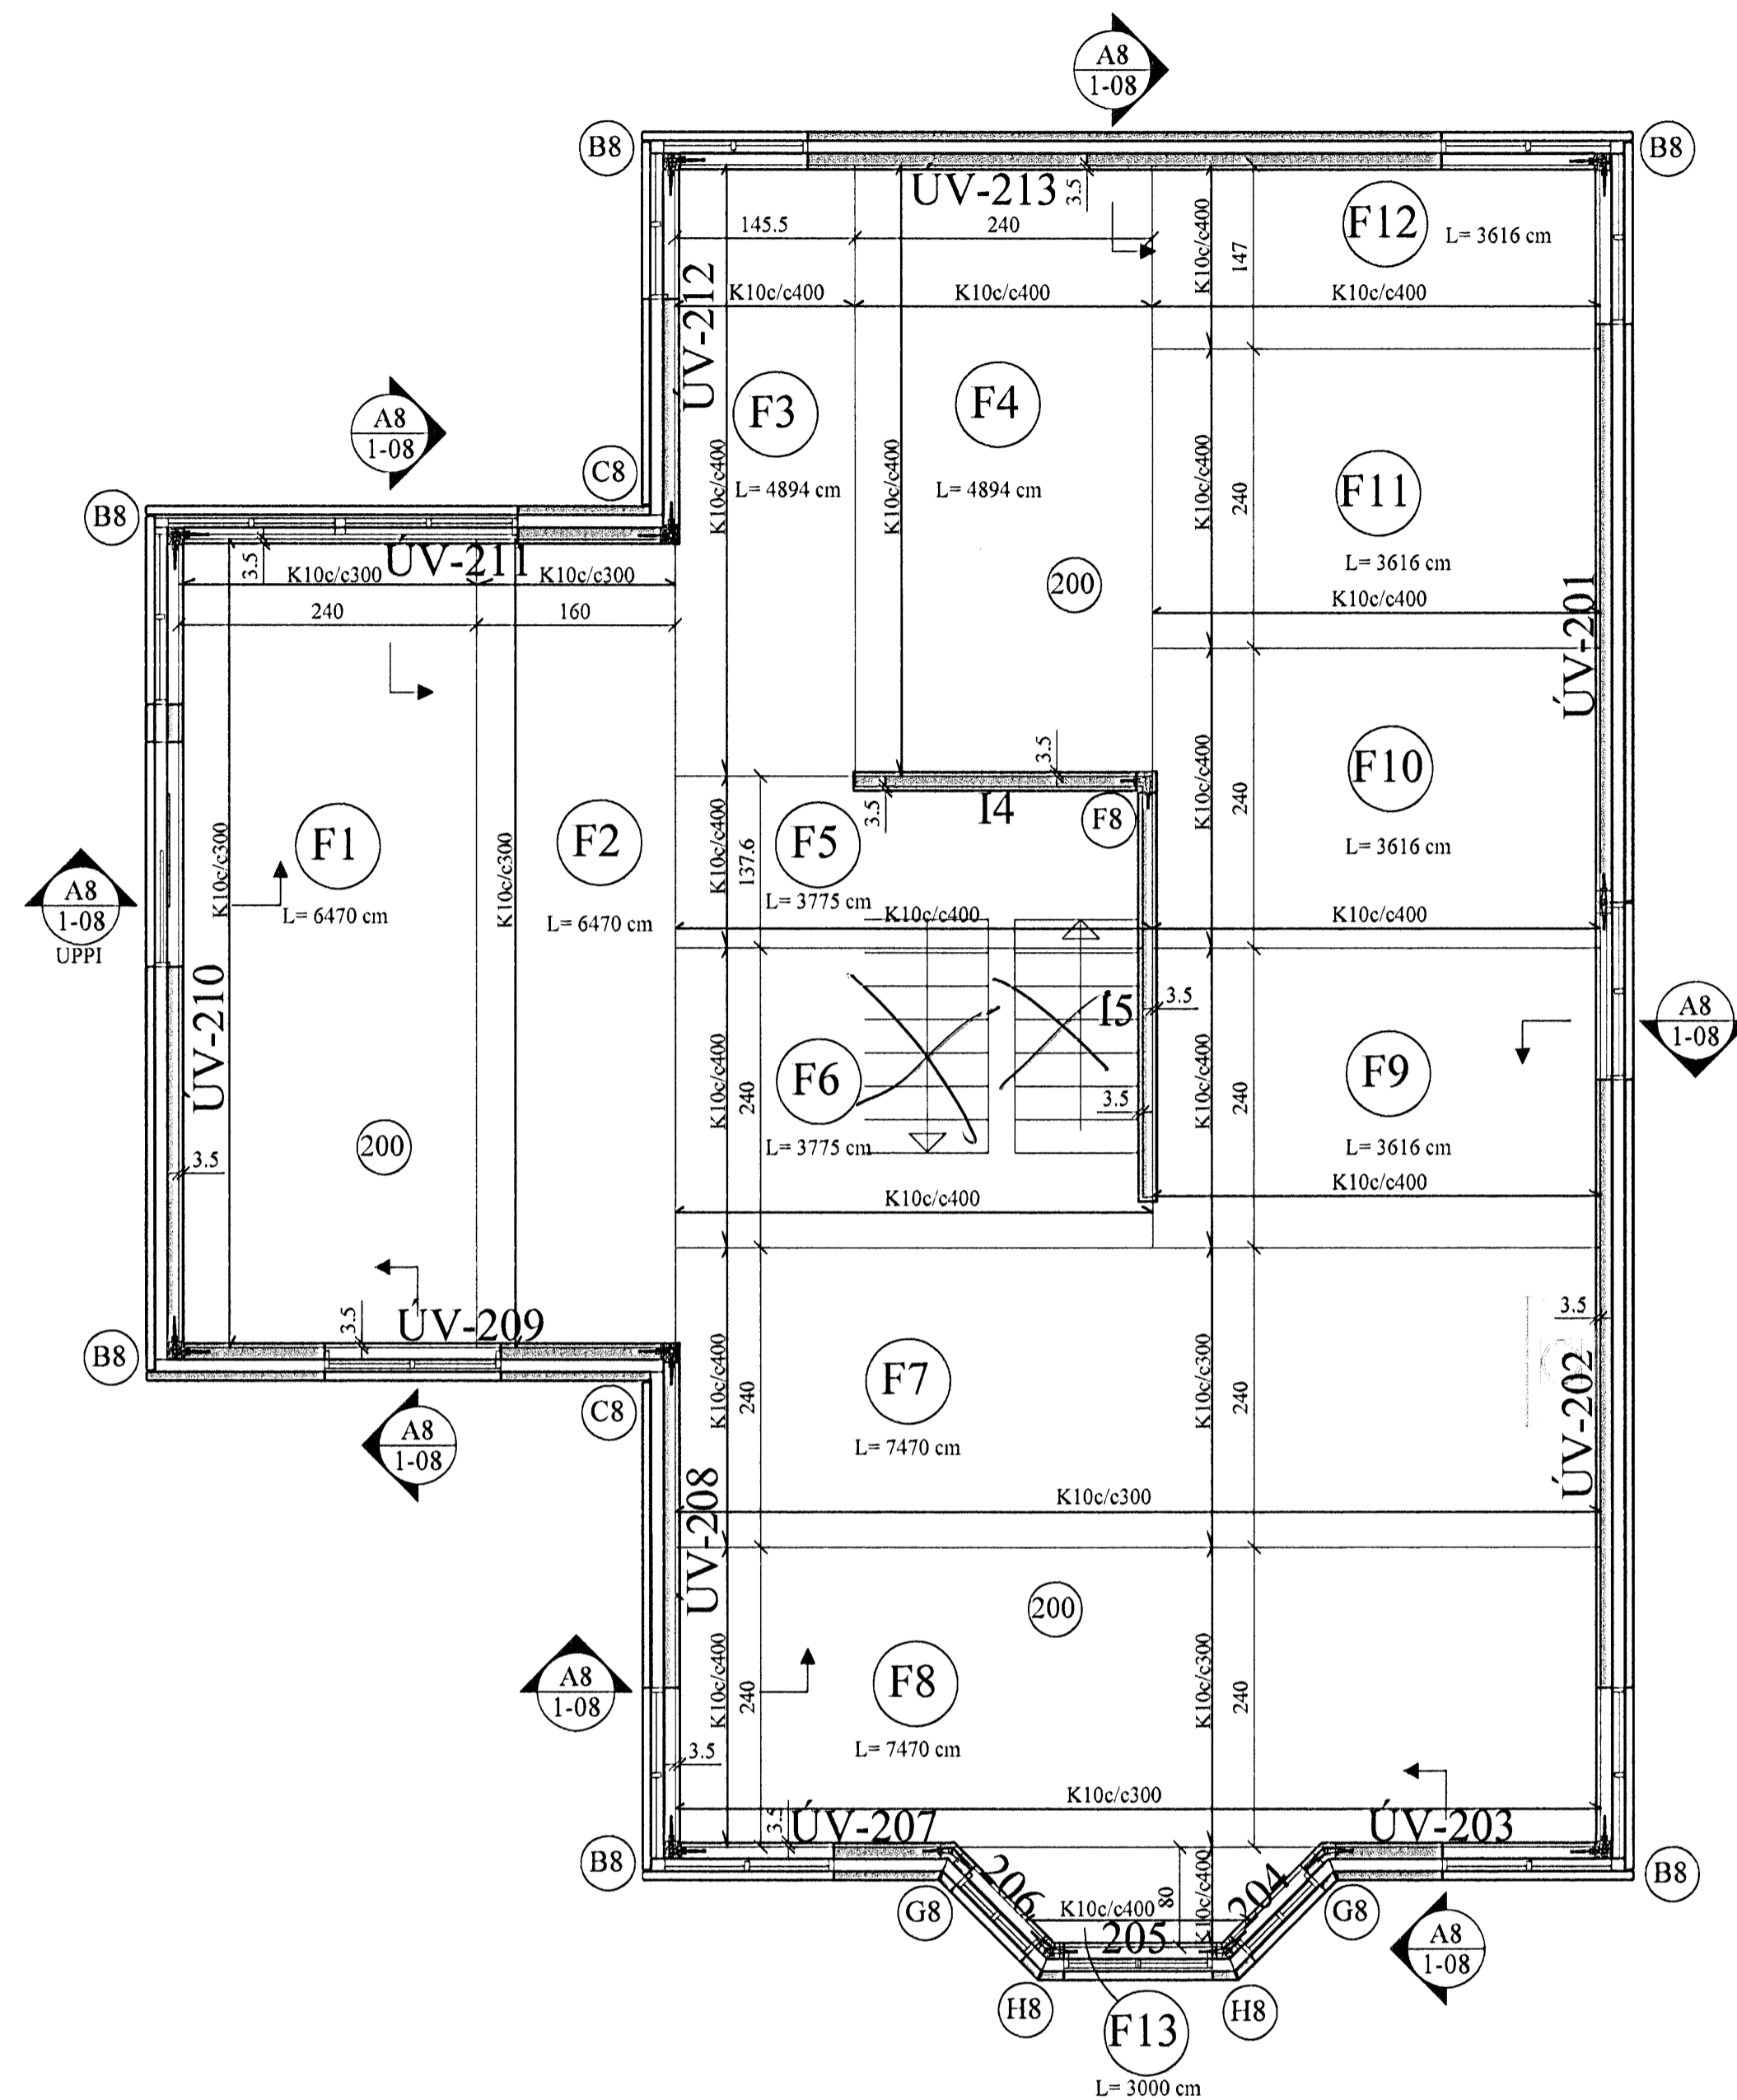 A8
1-08
B8
B8
ÚV-213
3.5
F12
L= 3616 cm
145.5
240
K10c/c400
147
ÚV-212
K10c/c400
K10c/c400
K10c/c400
A8
1-08
C8
F3
F4
L= 4894 cm
L= 4894 cm
K10c/c400
K10c/c400
K10c/c400
240
F11
L= 3616 cm
K10c/c400
B8
3.5
ÚV-211
K10c/c300
K10c/c300
240
160
200
ÚV-201
3.5
I4
3.5
F8
F10
L= 3616 cm
K10c/c400
240
K10c/c400
F1
L= 6470 cm
F2
L= 6470 cm
K10c/c300
K10c/c300
F5
L= 3775 cm
K10c/c400
137.6
K10c/c400
A8
1-08
UPPI
ÚV-210
I5
3.5
3.5
A8
1-08
F6
L= 3775 cm
K10c/c400
240
K10c/c400
F9
L= 3616 cm
K10c/c400
240
K10c/c400
200
3.5
3.5
ÚV-209
B8
C8
A8
1-08
F7
L= 7470 cm
K10c/c400
240
K10c/c300
240
K10c/c300
3.5
ÚV-202
ÚV-208
200
F8
L= 7470 cm
K10c/c400
240
K10c/c300
240
K10c/c300
A8
1-08
3.5
3.5
ÚV-207
ÚV-203
B8
B8
G8
G8
206
204
K10c/c400
80
K10c/c400
205
A8
1-08
H8
H8
F13
L= 3000 cm